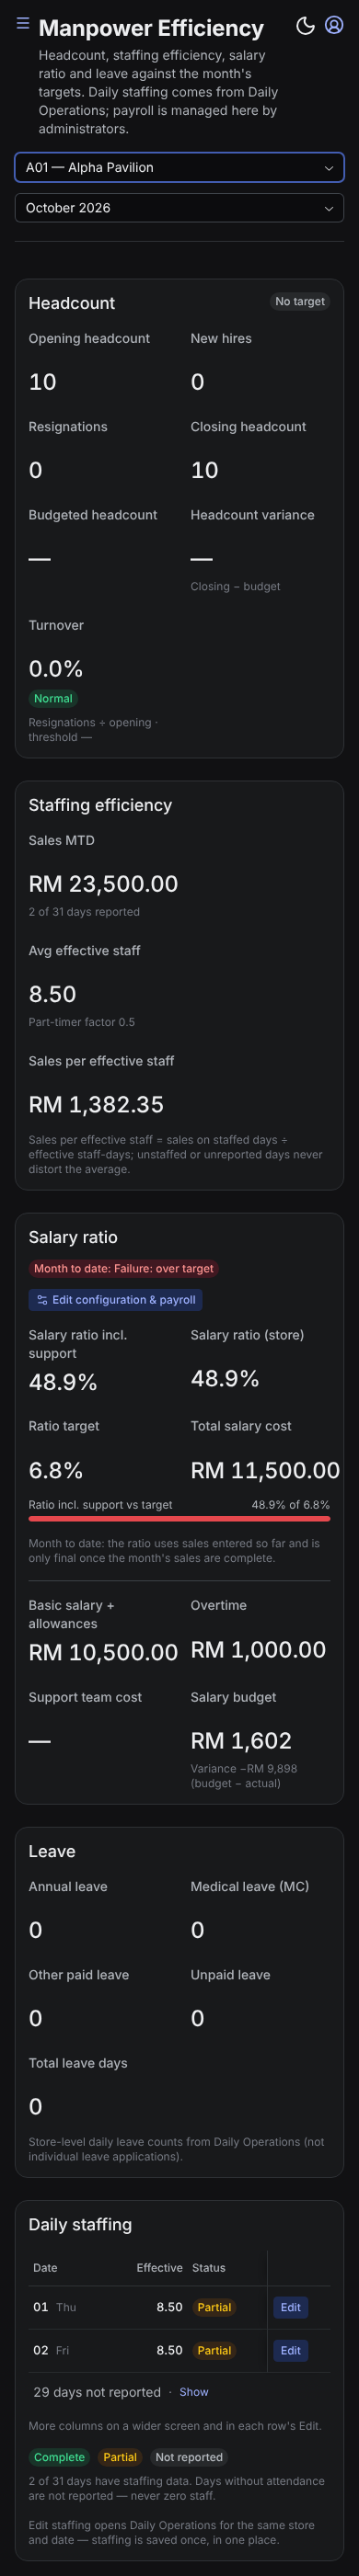 Manpower Efficiency
Headcount, staffing efficiency, salary
ratio and leave against the month's
targets. Daily staffing comes from Daily
Operations; payroll is managed here by
administrators.
A01 — Alpha Pavilion
October 2026
Headcount
No target
Opening headcount
New hires
10
0
Resignations
Closing headcount
0
10
Budgeted headcount
Headcount variance
—
—
Closing − budget
Turnover
0.0%
Normal
Resignations ÷ opening ·
threshold —
Staffing efficiency
Sales MTD
RM 23,500.00
2 of 31 days reported
Avg effective staff
8.50
Part-timer factor 0.5
Sales per effective staff
RM 1,382.35
Sales per effective staff = sales on staffed days ÷
effective staff-days; unstaffed or unreported days never
distort the average.
Salary ratio
Month to date: Failure: over target
Edit configuration & payroll
Salary ratio incl.
support
Salary ratio (store)
48.9%
48.9%
Ratio target
Total salary cost
6.8%
RM 11,500.00
Ratio incl. support vs target
48.9% of 6.8%
Month to date: the ratio uses sales entered so far and is
only final once the month's sales are complete.
Basic salary +
allowances
Overtime
RM 10,500.00
RM 1,000.00
Support team cost
Salary budget
—
RM 1,602
Variance −RM 9,898
(budget − actual)
Leave
Annual leave
Medical leave (MC)
0
0
Other paid leave
Unpaid leave
0
0
Total leave days
0
Store-level daily leave counts from Daily Operations (not
individual leave applications).
Daily staffing
Date Effective Status
01 Thu 8.50 Partial Edit
02 Fri 8.50 Partial Edit
29 days not reported · Show
More columns on a wider screen and in each row's Edit.
Complete Partial Not reported
2 of 31 days have staffing data. Days without attendance
are not reported — never zero staff.
Edit staffing opens Daily Operations for the same store
and date — staffing is saved once, in one place.